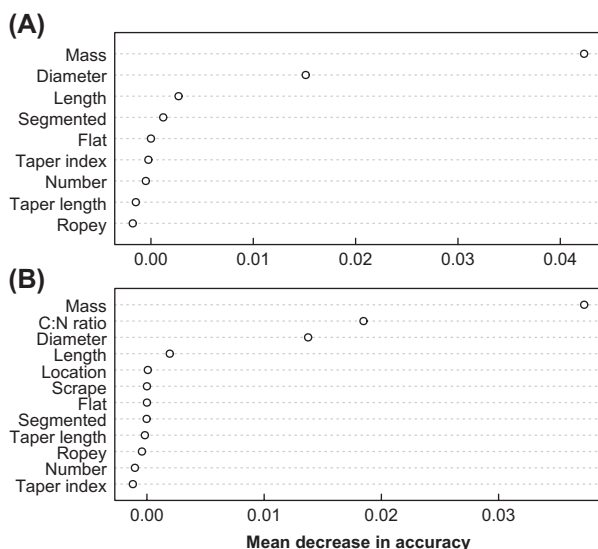 (A)
Mass
Diameter
Length
Segmented
Flat
Taper index
Number
Taper length
Ropey
0.00 0.01 0.02 0.03 0.04
(B)
Mass
C:N ratio
Diameter
Length
Location
Scrape
Flat
Segmented
Taper length
Ropey
Number
Taper index
0.00 0.01 0.02 0.03
Mean decrease in accuracy